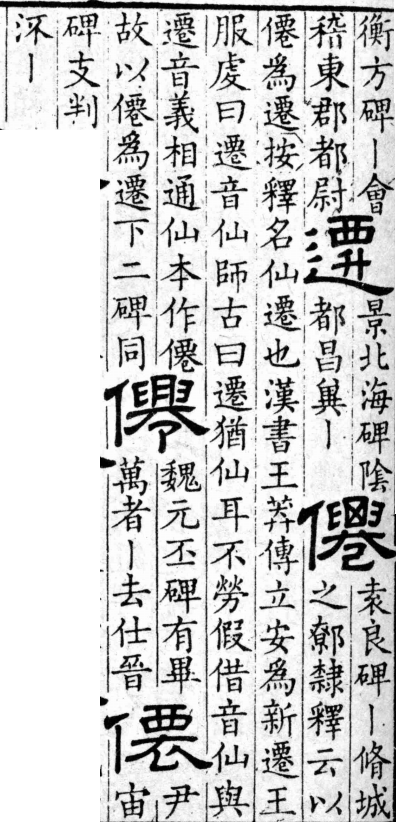 衡方碑丨會
稽東郡都尉
遷
景北海碑陰
都昌㠱丨
僊
袁良碑丨脩城
之隸釋云以
僊為遷按釋名仙遷也漢書王莽傳立安為新遷王
服虔曰遷音仙師古曰遷猶仙耳不勞假借音仙與
遷音義相通仙本作僊
故以僊為遷下二碑同
僊
魏元丕碑有畢
萬者丨去仕晉
僊
尹
宙
碑支判
㳅丨